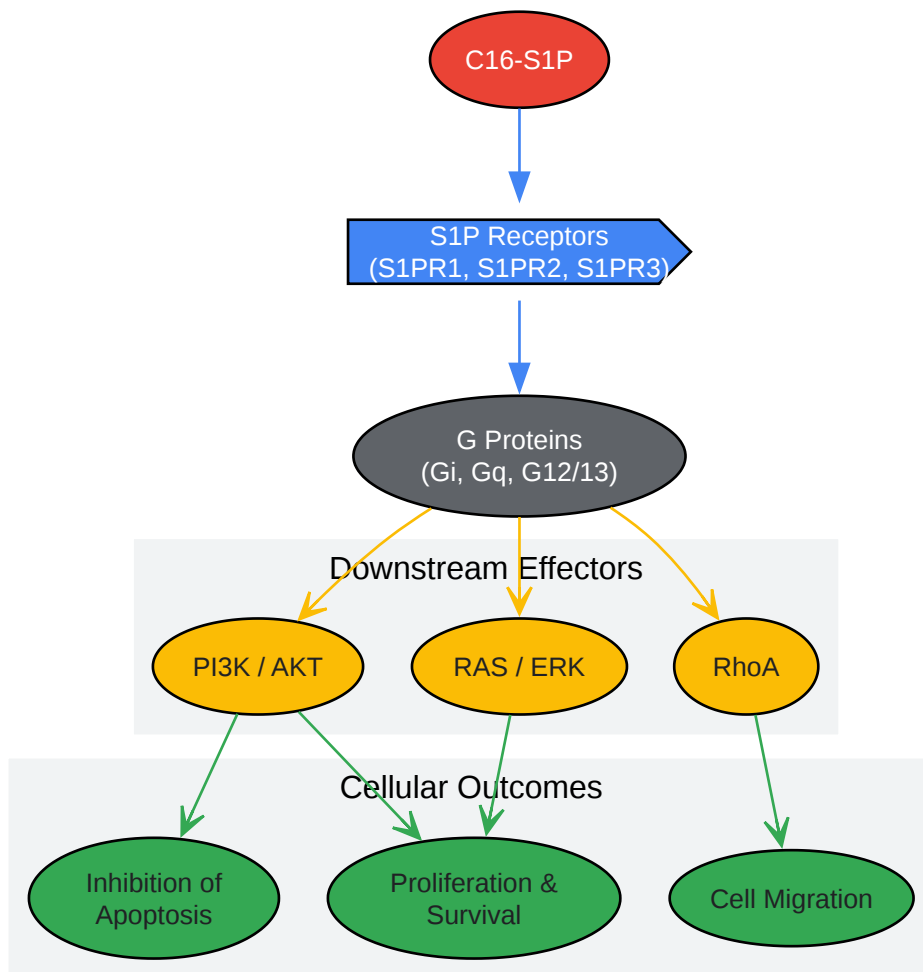 C16-S1P
S1P Receptors
(S1PR1, S1PR2, S1PR3)
G Proteins
(Gi, Gq, G12/13)
Downstream Effectors
PI3K / AKT
RAS / ERK
RhoA
Cellular Outcomes
Inhibition of
Apoptosis
Proliferation &
Survival
Cell Migration